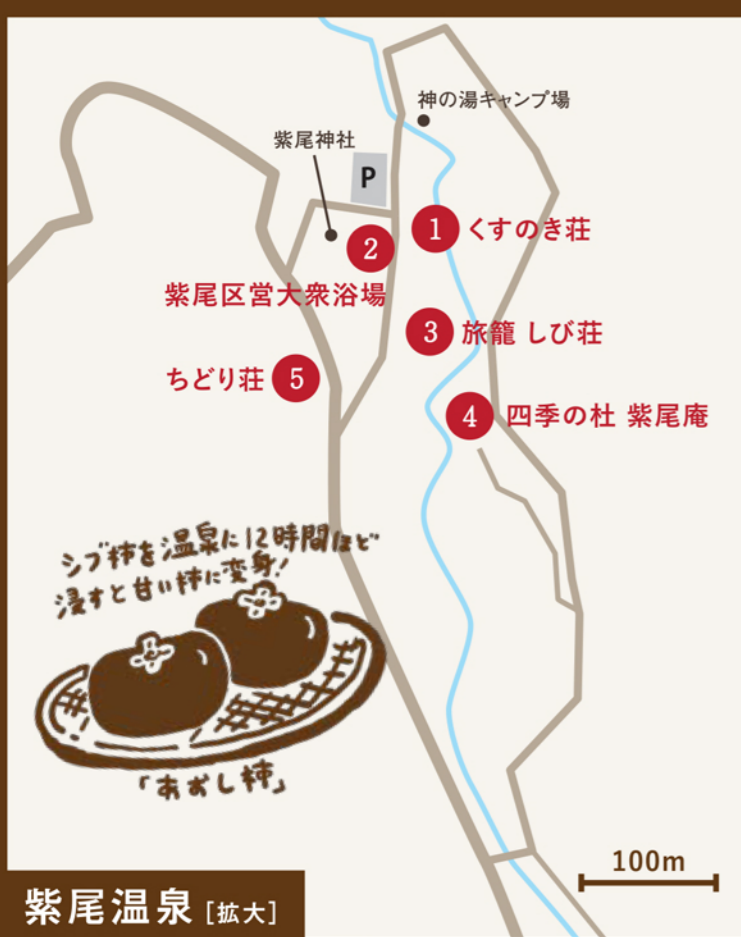 神の湯キャンプ場
紫尾神社
P
1 くすのき荘
2
紫尾区営大衆浴場
3 旅籠 しび荘
ちどり荘 5
4 四季の杜 紫尾庵
シブ柿を温泉に12時間ほど
浸すと甘い柿に変身!
「あおし柿」
100m
紫尾温泉 [拡大]